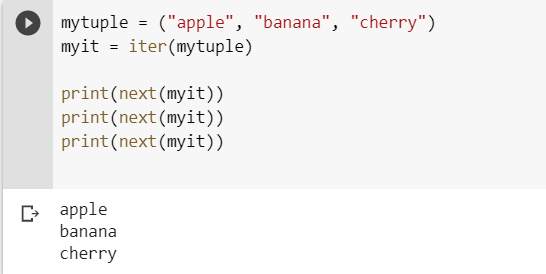 mytuple = ("apple", "banana", "cherry")
myit = iter(mytuple)
print(next(myit))
print(next(myit))
print(next(myit))
apple
banana
cherry